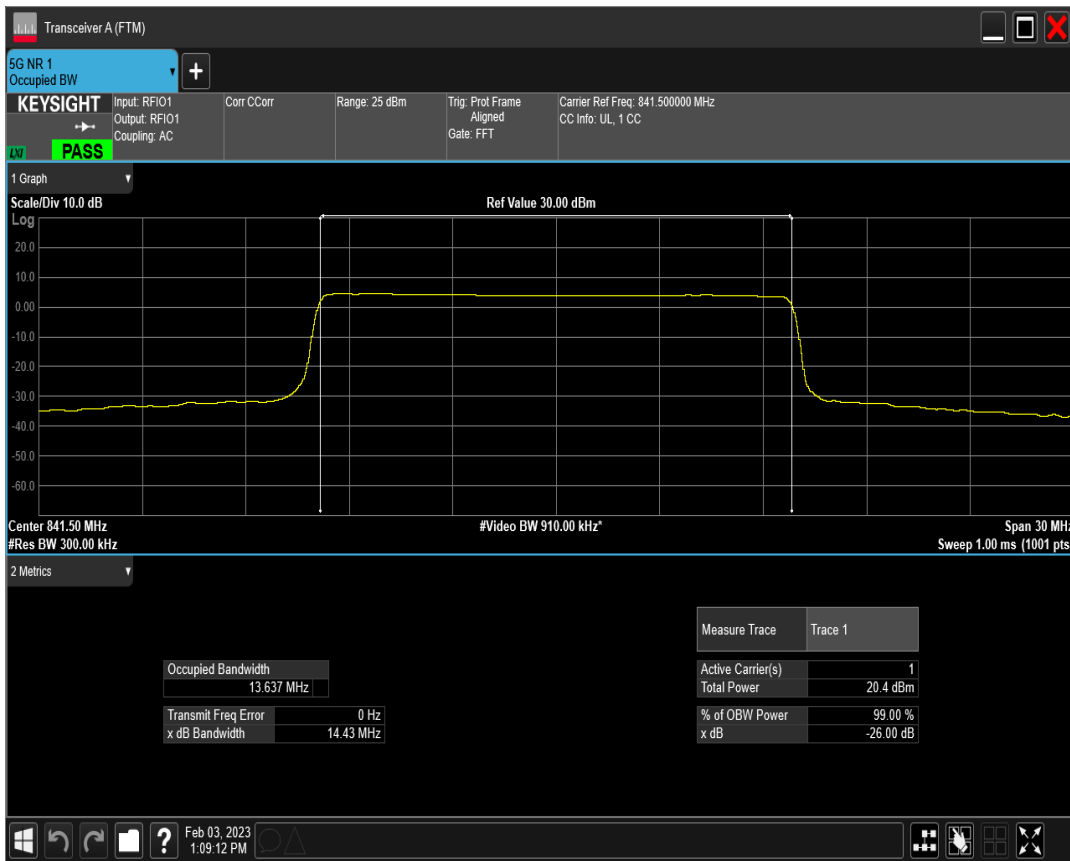 Transceiver A (FTM)
5G NR 1
Occupied BW
+
KEYSIGHT
LXI
PASS
Input: RFIO1
Output: RFIO1
Coupling: AC
Corr CCorr
Range: 25 dBm
Trig: Prot Frame
Aligned
Gate: FFT
Carrier Ref Freq: 841.500000 MHz
CC Info: UL, 1 CC
1 Graph
Scale/Div 10.0 dB
Ref Value 30.00 dBm
Log
20.0
10.0
0.00
-10.0
-20.0
-30.0
-40.0
-50.0
-60.0
Center 841.50 MHz
#Video BW 910.00 kHz*
Span 30 MHz
#Res BW 300.00 kHz
Sweep 1.00 ms (1001 pts
2 Metrics
Measure Trace Trace 1
Occupied Bandwidth
13.637 MHz
Active Carrier(s) 1
Total Power 20.4 dBm
Transmit Freq Error 0 Hz
x dB Bandwidth 14.43 MHz
% of OBW Power 99.00 %
x dB -26.00 dB
?
Feb 03, 2023
1:09:12 PM